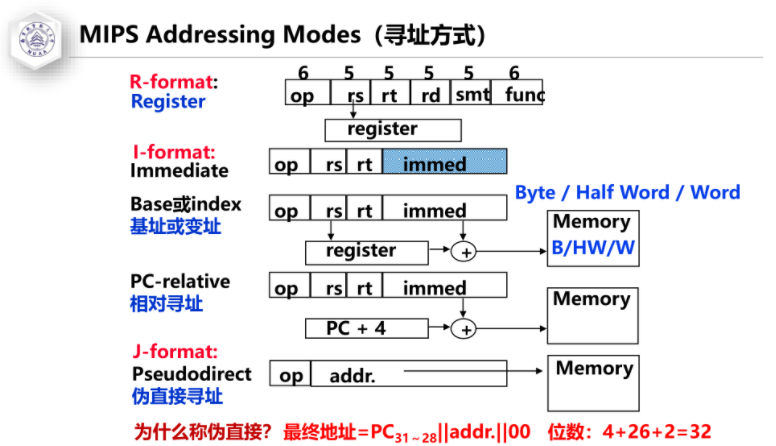 MIPS Addressing Modes（寻址方式）
6 5 5 5 5 6
R-format:
Register
op rs rt rd smt func
register
I-format:
Immediate
op rs rt immed
Byte / Half Word / Word
Base或index
基址或变址
op rs rt immed
Memory
B/HW/W
register +
PC-relative
相对寻址
op rs rt immed
Memory
PC + 4 +
J-format:
Pseudodirect
伪直接寻址
op addr.
Memory
为什么称伪直接? 最终地址=PC31~28||addr.||00 位数：4+26+2=32